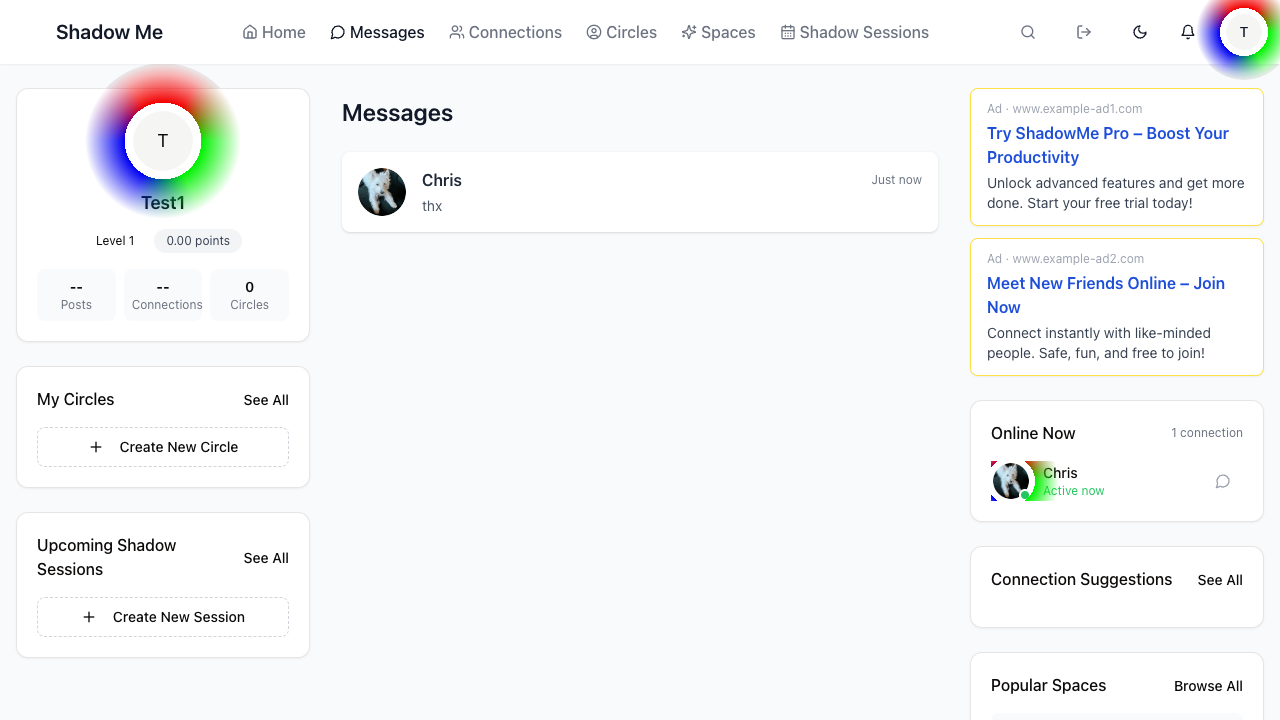 Shadow Me
Home
Messages
Connections
Circles
Spaces
Shadow Sessions
T
T
Test1
Level 1
0.00 points
--
Posts
--
Connections
0
Circles
My Circles
See All
Create New Circle
Upcoming Shadow
Sessions
See All
Create New Session
Messages
Chris
Just now
thx
Ad · www.example-ad1.com
Try ShadowMe Pro – Boost Your
Productivity
Unlock advanced features and get more
done. Start your free trial today!
Ad · www.example-ad2.com
Meet New Friends Online – Join
Now
Connect instantly with like-minded
people. Safe, fun, and free to join!
Online Now
1 connection
Chris
Active now
Connection Suggestions
See All
Popular Spaces
Browse All